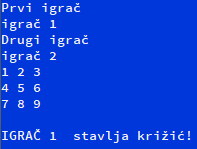 Prvi igrač
igrač 1
Drugi igrač
igrač 2
1 2 3
4 5 6
7 8 9
IGRAČ 1  stavlja križić!